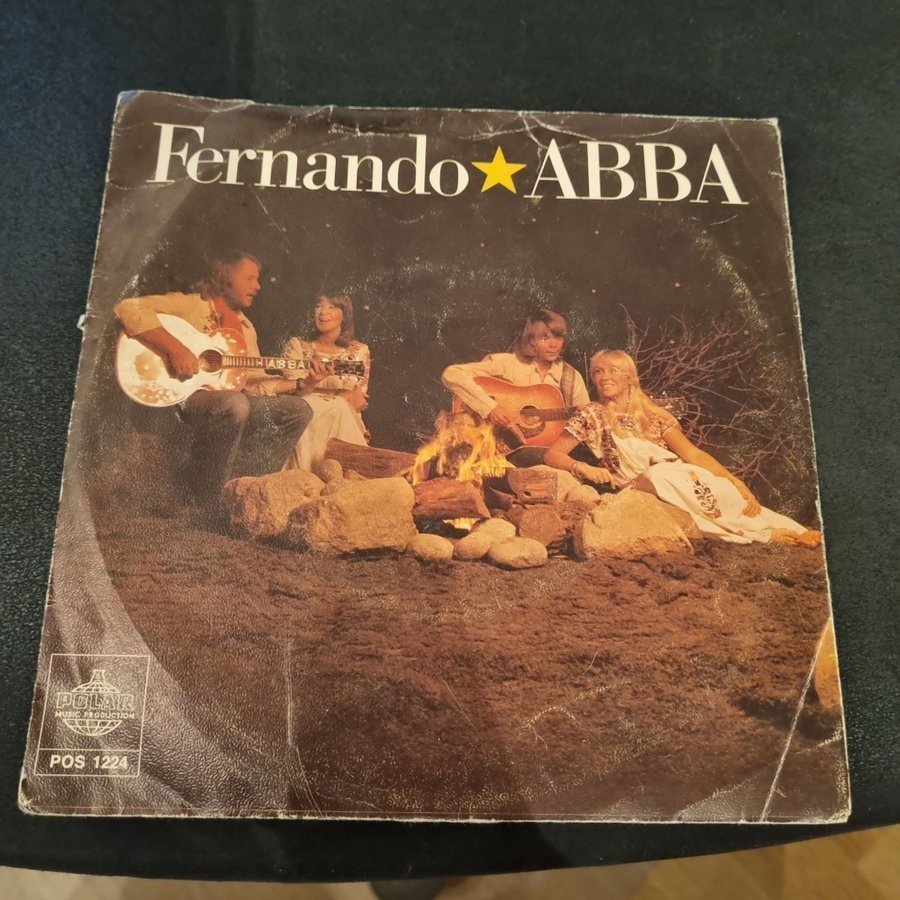 Fernando★ABBA
ABBA
A
POLAR
MUSIC PRODUCTION
POS 1224